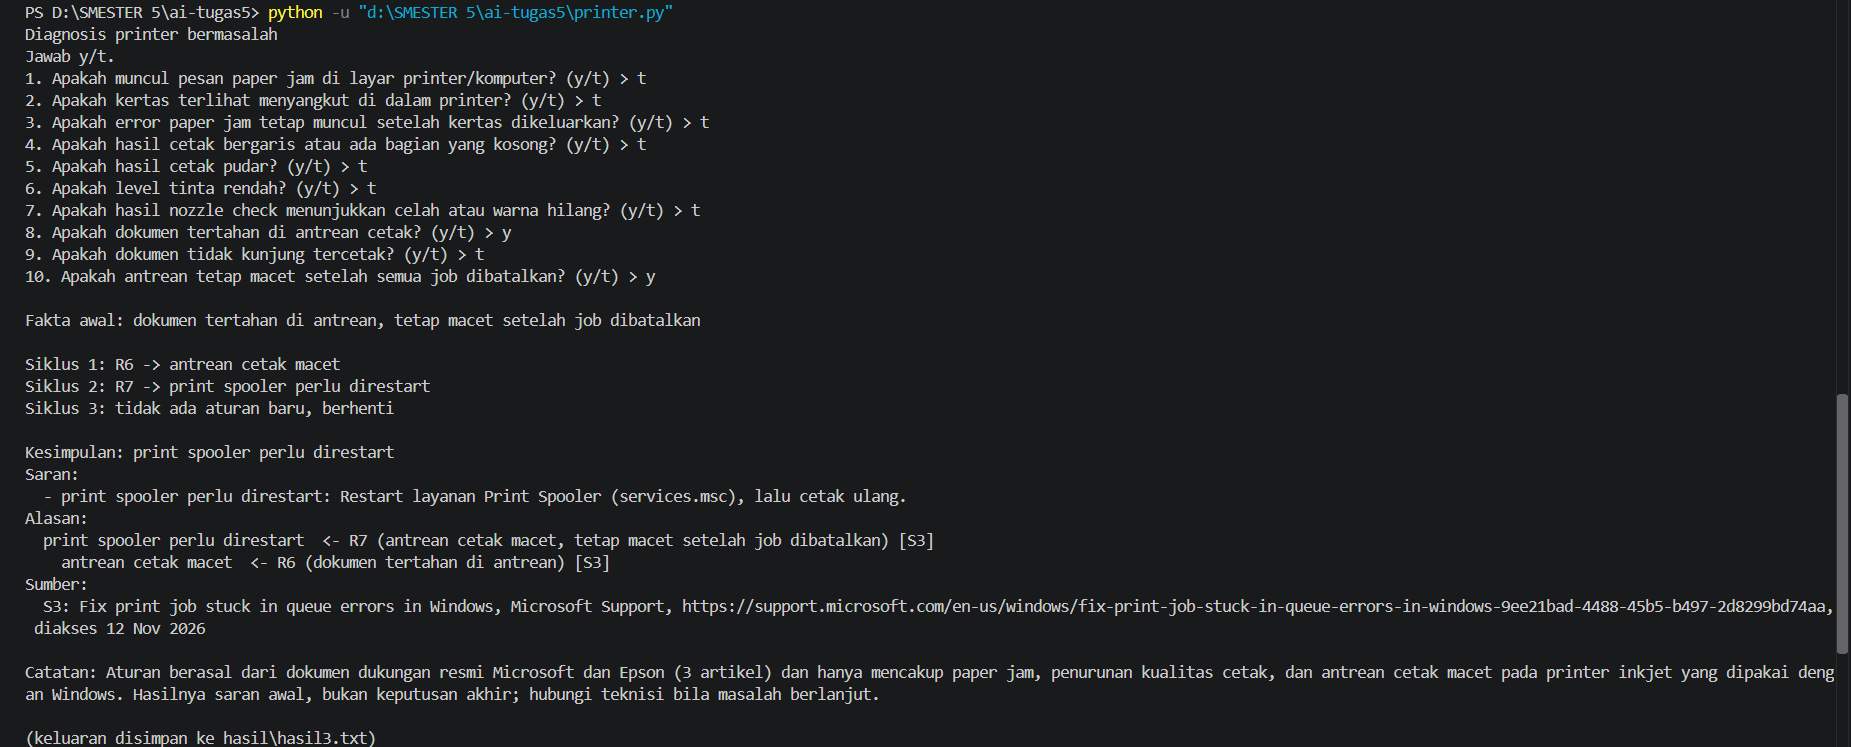 PS D:\SMESTER 5\ai-tugas5> python -u "d:\SMESTER 5\ai-tugas5\printer.py"
Diagnosis printer bermasalah
Jawab y/t.
1. Apakah muncul pesan paper jam di layar printer/komputer? (y/t) > t
2. Apakah kertas terlihat menyangkut di dalam printer? (y/t) > t
3. Apakah error paper jam tetap muncul setelah kertas dikeluarkan? (y/t) > t
4. Apakah hasil cetak bergaris atau ada bagian yang kosong? (y/t) > t
5. Apakah hasil cetak pudar? (y/t) > t
6. Apakah level tinta rendah? (y/t) > t
7. Apakah hasil nozzle check menunjukkan celah atau warna hilang? (y/t) > t
8. Apakah dokumen tertahan di antrean cetak? (y/t) > y
9. Apakah dokumen tidak kunjung tercetak? (y/t) > t
10. Apakah antrean tetap macet setelah semua job dibatalkan? (y/t) > y
Fakta awal: dokumen tertahan di antrean, tetap macet setelah job dibatalkan
Siklus 1: R6 -> antrean cetak macet
Siklus 2: R7 -> print spooler perlu direstart
Siklus 3: tidak ada aturan baru, berhenti
Kesimpulan: print spooler perlu direstart
Saran:
  - print spooler perlu direstart: Restart layanan Print Spooler (services.msc), lalu cetak ulang.
Alasan:
  print spooler perlu direstart  <- R7 (antrean cetak macet, tetap macet setelah job dibatalkan) [S3]
    antrean cetak macet  <- R6 (dokumen tertahan di antrean) [S3]
Sumber:
  S3: Fix print job stuck in queue errors in Windows, Microsoft Support, https://support.microsoft.com/en-us/windows/fix-print-job-stuck-in-queue-errors-in-windows-9ee21bad-4488-45b5-b497-2d8299bd74aa,
 diakses 12 Nov 2026
Catatan: Aturan berasal dari dokumen dukungan resmi Microsoft dan Epson (3 artikel) dan hanya mencakup paper jam, penurunan kualitas cetak, dan antrean cetak macet pada printer inkjet yang dipakai deng
an Windows. Hasilnya saran awal, bukan keputusan akhir; hubungi teknisi bila masalah berlanjut.
(keluaran disimpan ke hasil\hasil3.txt)